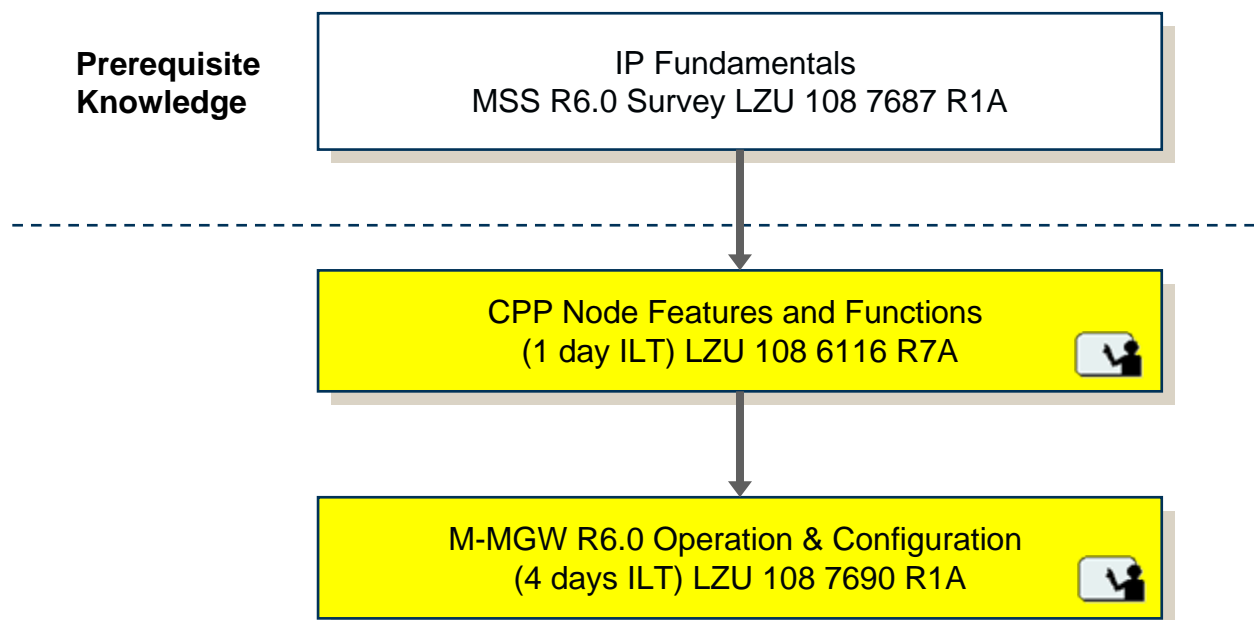 Prerequisite
Knowledge
IP Fundamentals
MSS R6.0 Survey LZU 108 7687 R1A
CPP Node Features and Functions
(1 day ILT) LZU 108 6116 R7A
M-MGW R6.0 Operation & Configuration
(4 days ILT) LZU 108 7690 R1A